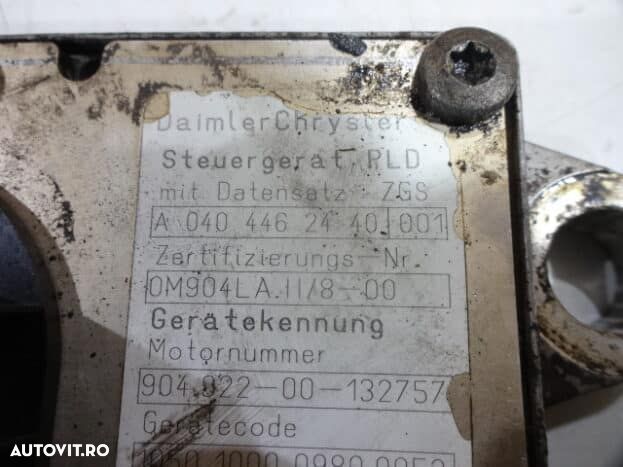 DaimlerChrysler
Steuergerät PLD
mit Datensatz ZGS
A 040 446 24 40 001
Zertifizierungs-Nr.
OM904LA.II/8-00
Gerätekennung
Motornummer
904.922-00-132757
Gerätecode
AUTOVIT.RO